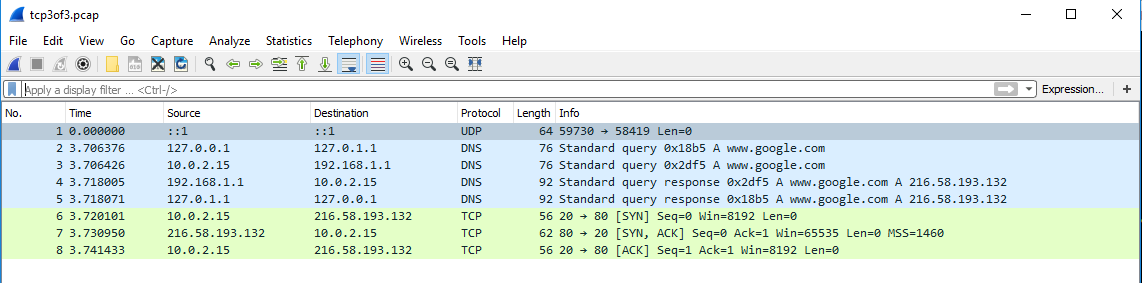 tcp3of3.pcap
File Edit View Go Capture Analyze Statistics Telephony Wireless Tools Help
Apply a display filter ... <Ctrl-/> Expression... +
No. Time Source Destination Protocol Length Info
1 0.000000 ::1 ::1 UDP 64 59730 → 58419 Len=0
2 3.706376 127.0.0.1 127.0.1.1 DNS 76 Standard query 0x18b5 A www.google.com
3 3.706426 10.0.2.15 192.168.1.1 DNS 76 Standard query 0x2df5 A www.google.com
4 3.718005 192.168.1.1 10.0.2.15 DNS 92 Standard query response 0x2df5 A www.google.com A 216.58.193.132
5 3.718071 127.0.1.1 127.0.0.1 DNS 92 Standard query response 0x18b5 A www.google.com A 216.58.193.132
6 3.720101 10.0.2.15 216.58.193.132 TCP 56 20 → 80 [SYN] Seq=0 Win=8192 Len=0
7 3.730950 216.58.193.132 10.0.2.15 TCP 62 80 → 20 [SYN, ACK] Seq=0 Ack=1 Win=65535 Len=0 MSS=1460
8 3.741433 10.0.2.15 216.58.193.132 TCP 56 20 → 80 [ACK] Seq=1 Ack=1 Win=8192 Len=0